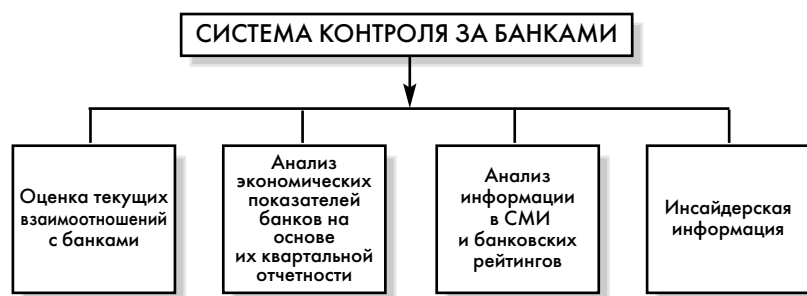 СИСТЕМА КОНТРОЛЯ ЗА БАНКАМИ
Оценка текущих
взаимоотношений
с банками
Анализ
экономических
показателей
банков на
основе
их квартальной
отчетности
Анализ
информации
в СМИ
и банковских
рейтингов
Инсайдерская
информация